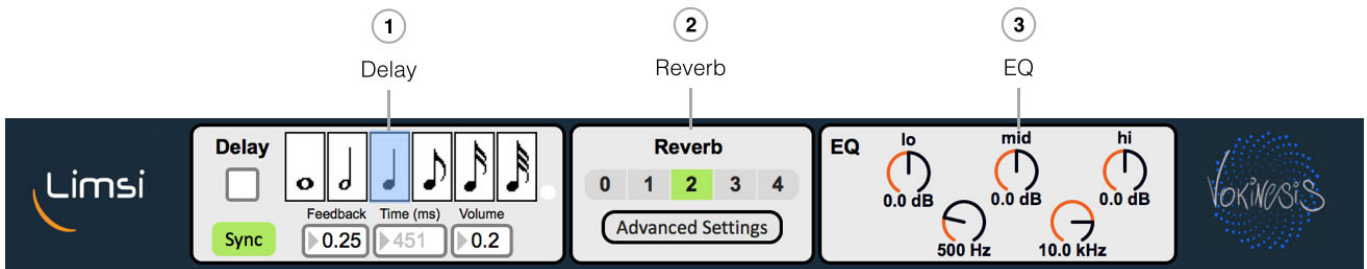 1
2
3
Delay
Reverb
EQ
Limsi
Delay
Sync
Feedback
Time (ms)
Volume
0.25
451
0.2
Reverb
0 1 2 3 4
Advanced Settings
EQ
lo
mid
hi
0.0 dB
0.0 dB
0.0 dB
500 Hz
10.0 kHz
VOKINESIS